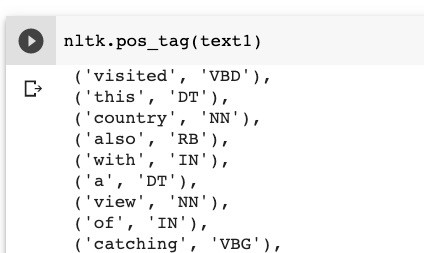 nltk.pos_tag(text1)
('visited', 'VBD'),
('this', 'DT'),
('country', 'NN'),
('also', 'RB'),
('with', 'IN'),
('a', 'DT'),
('view', 'NN'),
('of', 'IN'),
('catching', 'VBG'),